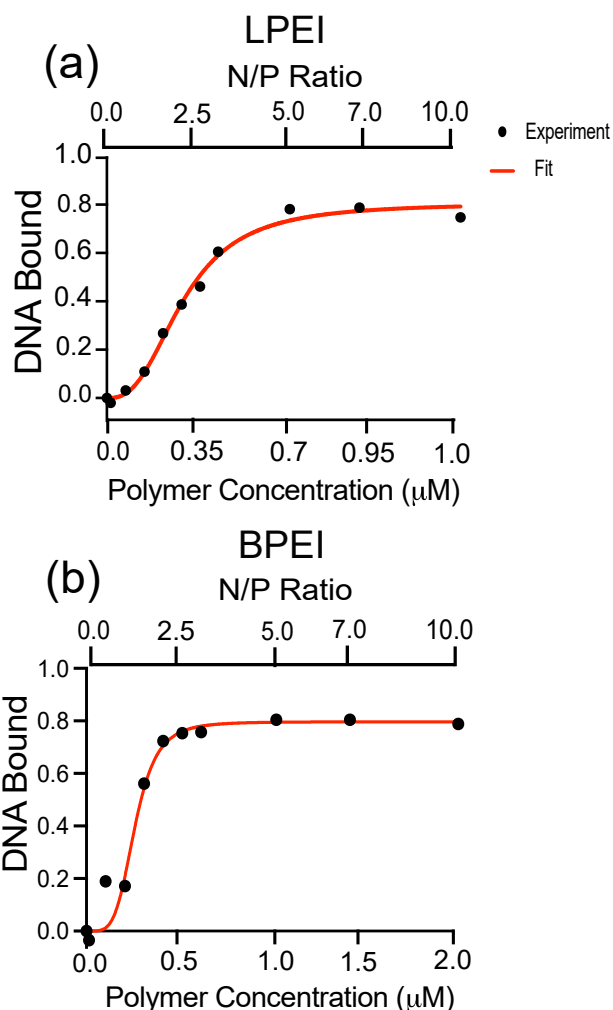 LPEI
(a)
N/P Ratio
0.0 2.5 5.0 7.0 10.0
Experiment
Fit
1.0
0.8
0.6
0.4
0.2
0.0
DNA Bound
0.0 0.35 0.7 0.95 1.0
Polymer Concentration (μM)
BPEI
(b)
N/P Ratio
0.0 2.5 5.0 7.0 10.0
1.0
0.8
0.6
0.4
0.2
0.0
DNA Bound
0.0 0.5 1.0 1.5 2.0
Polymer Concentration (μM)